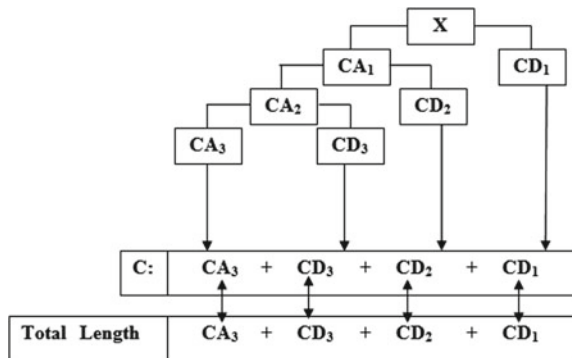 X
CA₁ CD₁
CA₂ CD₂
CA₃ CD₃
C: CA₃ + CD₃ + CD₂ + CD₁
Total Length CA₃ + CD₃ + CD₂ + CD₁